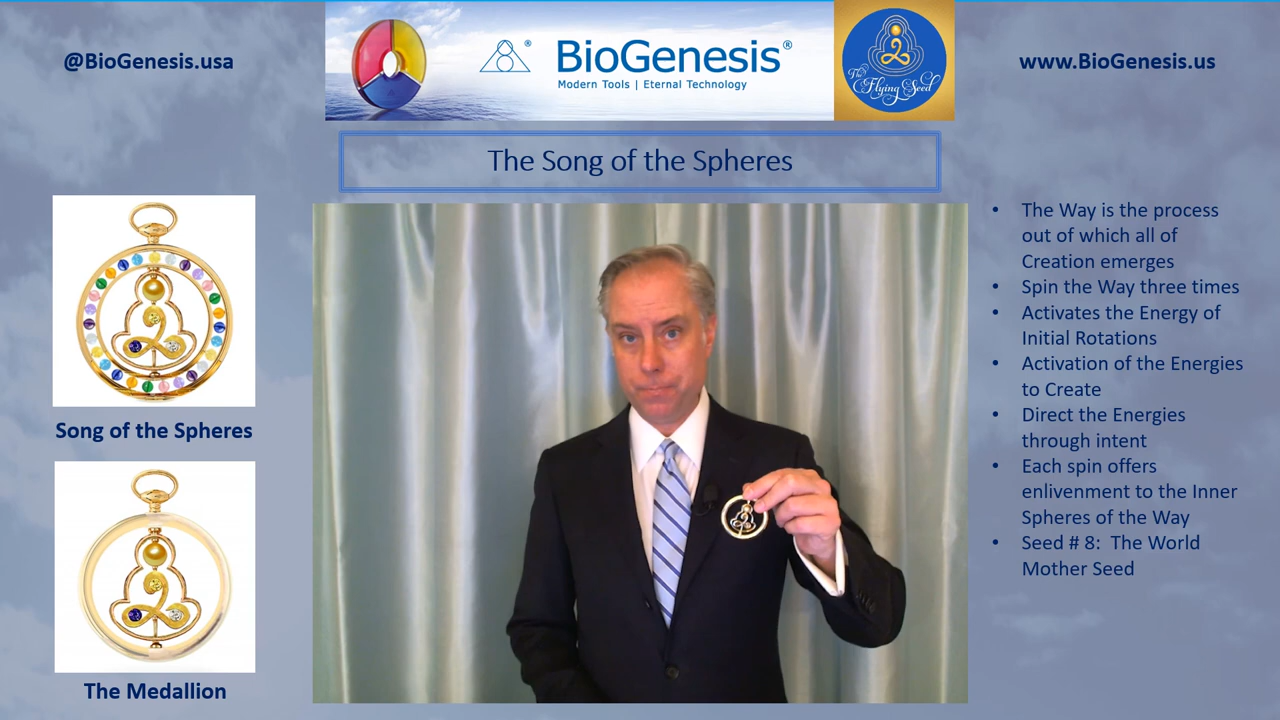 @BioGenesis.usa
BioGenesis®
®
Modern Tools | Eternal Technology
The
Flying Seed
www.BioGenesis.us
The Song of the Spheres
Song of the Spheres
The Medallion
• The Way is the process
out of which all of
Creation emerges
• Spin the Way three times
• Activates the Energy of
Initial Rotations
• Activation of the Energies
to Create
• Direct the Energies
through intent
• Each spin offers
enlivenment to the Inner
Spheres of the Way
• Seed # 8:  The World
Mother Seed